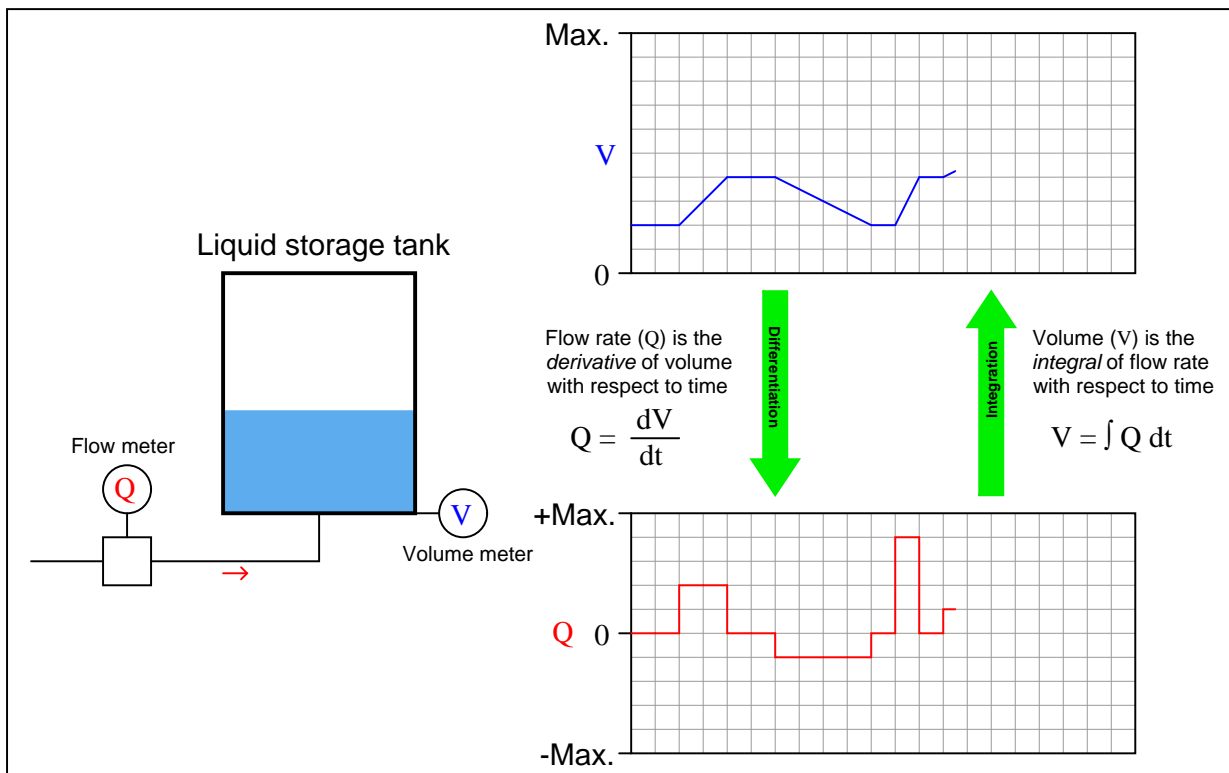 Max.
V
0
Liquid storage tank
Flow meter
Q
V
Volume meter
Flow rate (Q) is the
derivative of volume
with respect to time
Q = dV
dt
Differentiation
Integration
Volume (V) is the
integral of flow rate
with respect to time
V = ∫ Q dt
+Max.
Q 0
-Max.